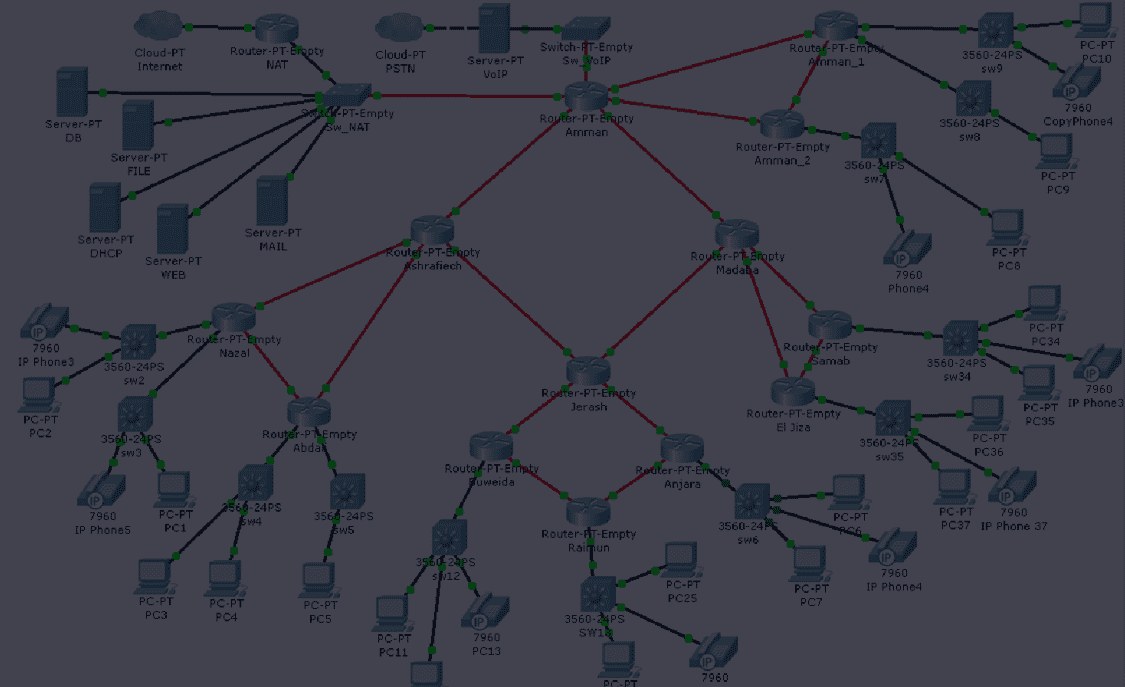 Cloud-PT
Internet
Router-PT-Empty
NAT
Cloud-PT
PSTN
Server-PT
VoIP
Switch-PT-Empty
Sw_VoIP
Router-PT-Empty
Amman_1
3560-24PS
sw9
PC-PT
PC10
7960
CopyPhone4
Server-PT
DB
Server-PT
FILE
Switch-PT-Empty
Sw_NAT
Router-PT-Empty
Amman
Router-PT-Empty
Amman_2
3560-24PS
sw8
3560-24PS
sw7
PC-PT
PC9
Server-PT
DHCP
Server-PT
WEB
Server-PT
MAIL
Router-PT-Empty
Ashrafiech
Router-PT-Empty
Madaba
7960
Phone4
PC-PT
PC8
7960
IP Phone3
3560-24PS
sw2
Router-PT-Empty
Nazal
Router-PT-Empty
Samab
3560-24PS
sw34
PC-PT
PC34
7960
IP Phone3
PC-PT
PC35
PC-PT
PC2
3560-24PS
sw3
Router-PT-Empty
Abdali
Router-PT-Empty
Jerash
Router-PT-Empty
El Jiza
3560-24PS
sw35
PC-PT
PC36
7960
IP Phone5
PC-PT
PC1
3560-24PS
sw4
3560-24PS
sw5
Router-PT-Empty
Suweida
Router-PT-Empty
Anjara
PC-PT
PC37
7960
IP Phone 37
Router-PT-Empty
Raimun
3560-24PS
sw6
PC-PT
PC6
7960
IP Phone4
PC-PT
PC7
PC-PT
PC3
PC-PT
PC4
PC-PT
PC5
3560-24PS
sw12
PC-PT
PC11
7960
PC13
3560-24PS
PC-PT
PC25
PC-PT
7960